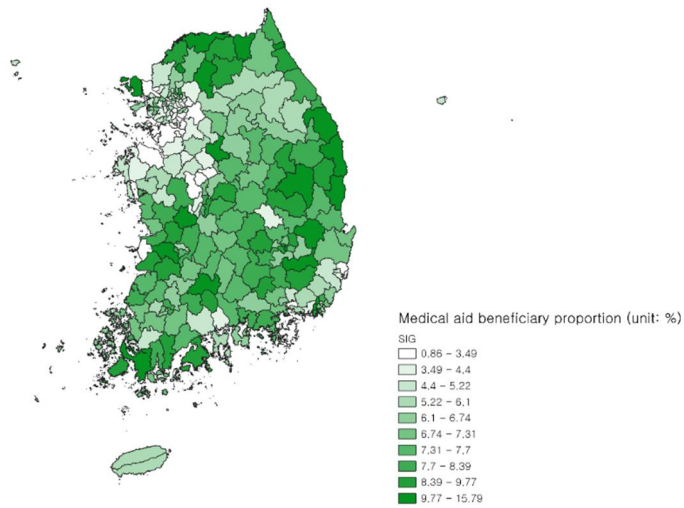 Medical aid beneficiary proportion (unit: %)
SIG
0.86 - 3.49
3.49 - 4.4
4.4 - 5.22
5.22 - 6.1
6.1 - 6.74
6.74 - 7.31
7.31 - 7.7
7.7 - 8.39
8.39 - 9.77
9.77 - 15.79